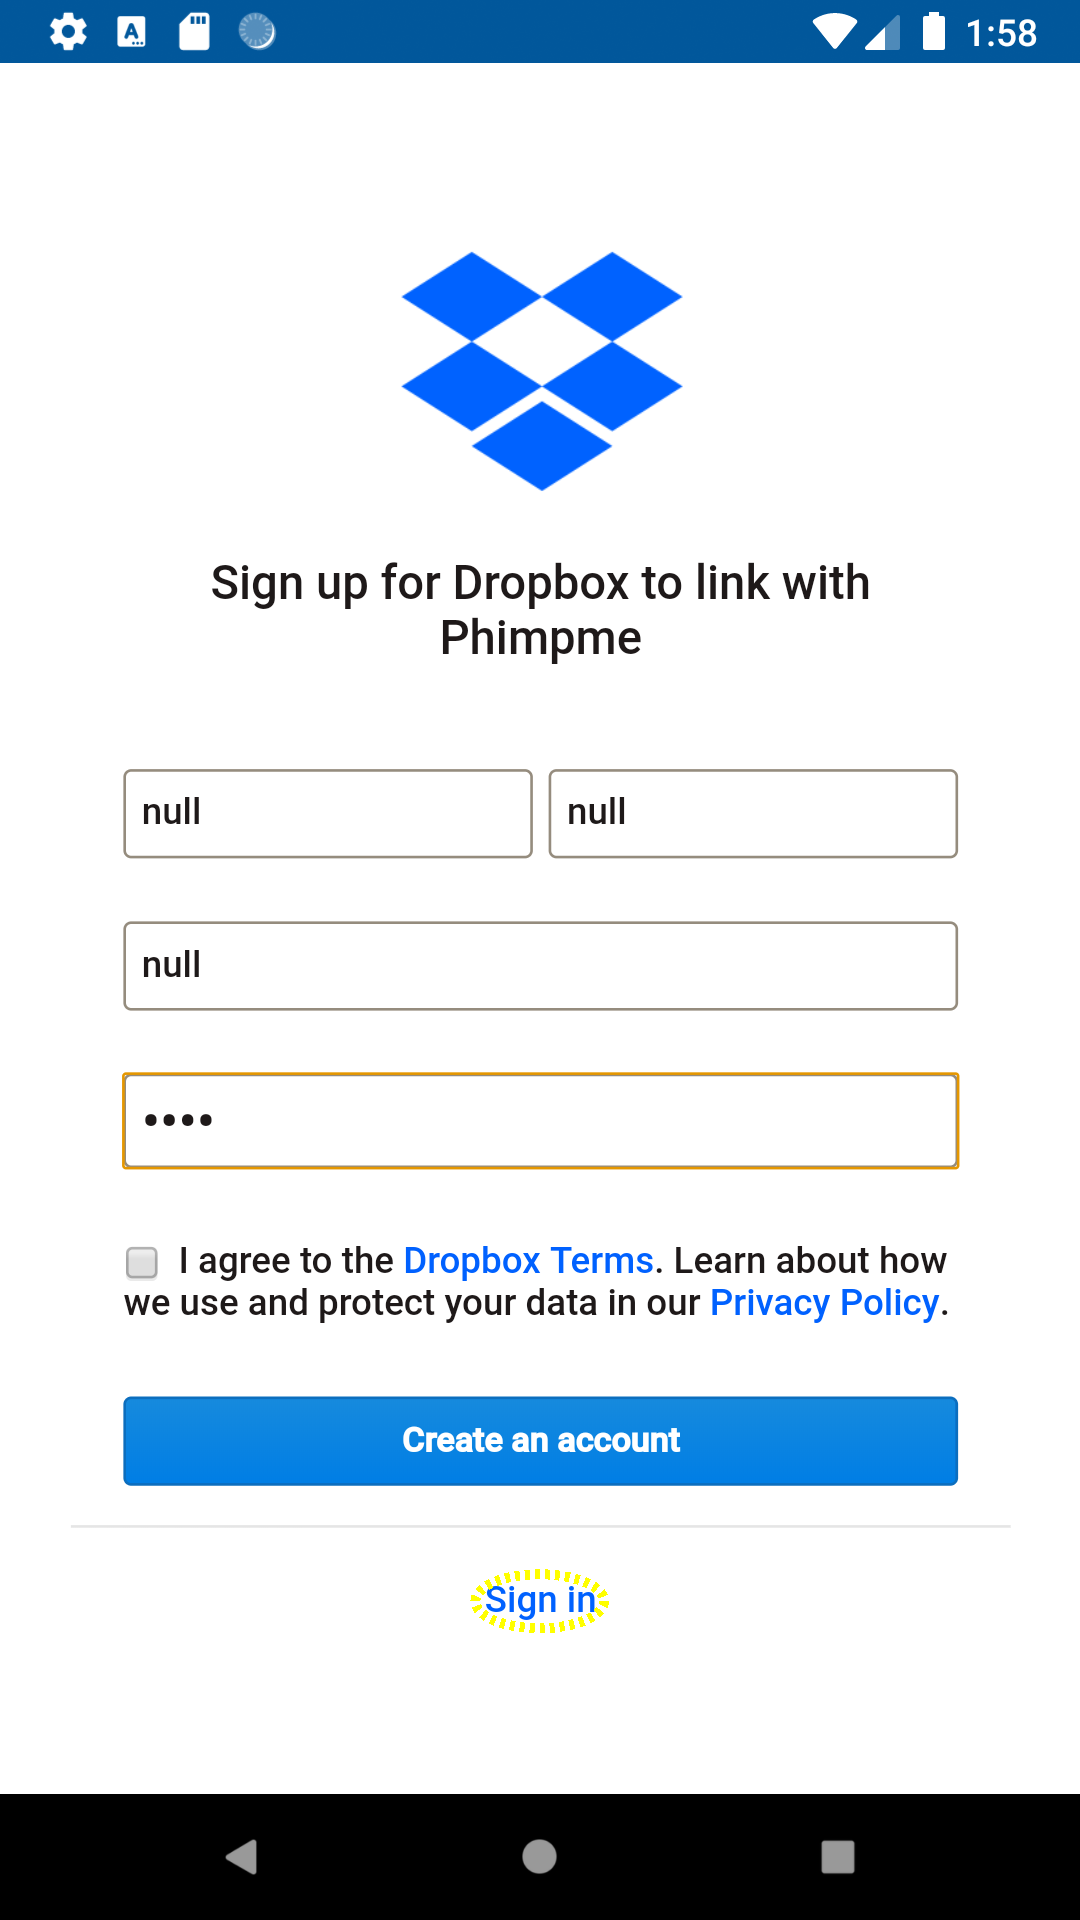 1:58
Sign up for Dropbox to link with
Phimpme
null null
null
••••
I agree to the Dropbox Terms. Learn about how
we use and protect your data in our Privacy Policy.
Create an account
Sign in